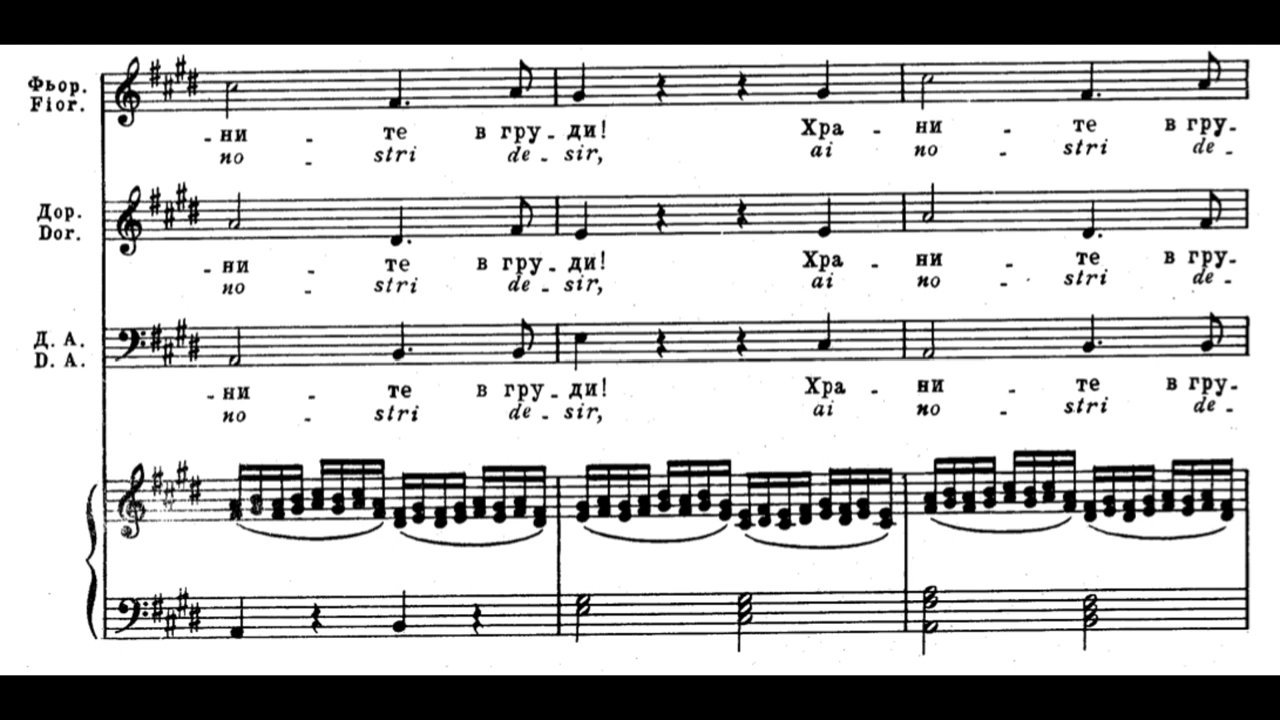 Фьор.
Fior.
- ни - те в гру - ди! Хра - ни - те в гру -
no - stri de - sir, ai no - stri de -
Дор.
Dor.
- ни - те в гру - ди! Хра - ни - те в гру -
no - stri de - sir, ai no - stri de -
Д. А.
D. A.
- ни - те в гру - ди! Хра - ни - те в гру -
no - stri de - sir, ai no - stri de -